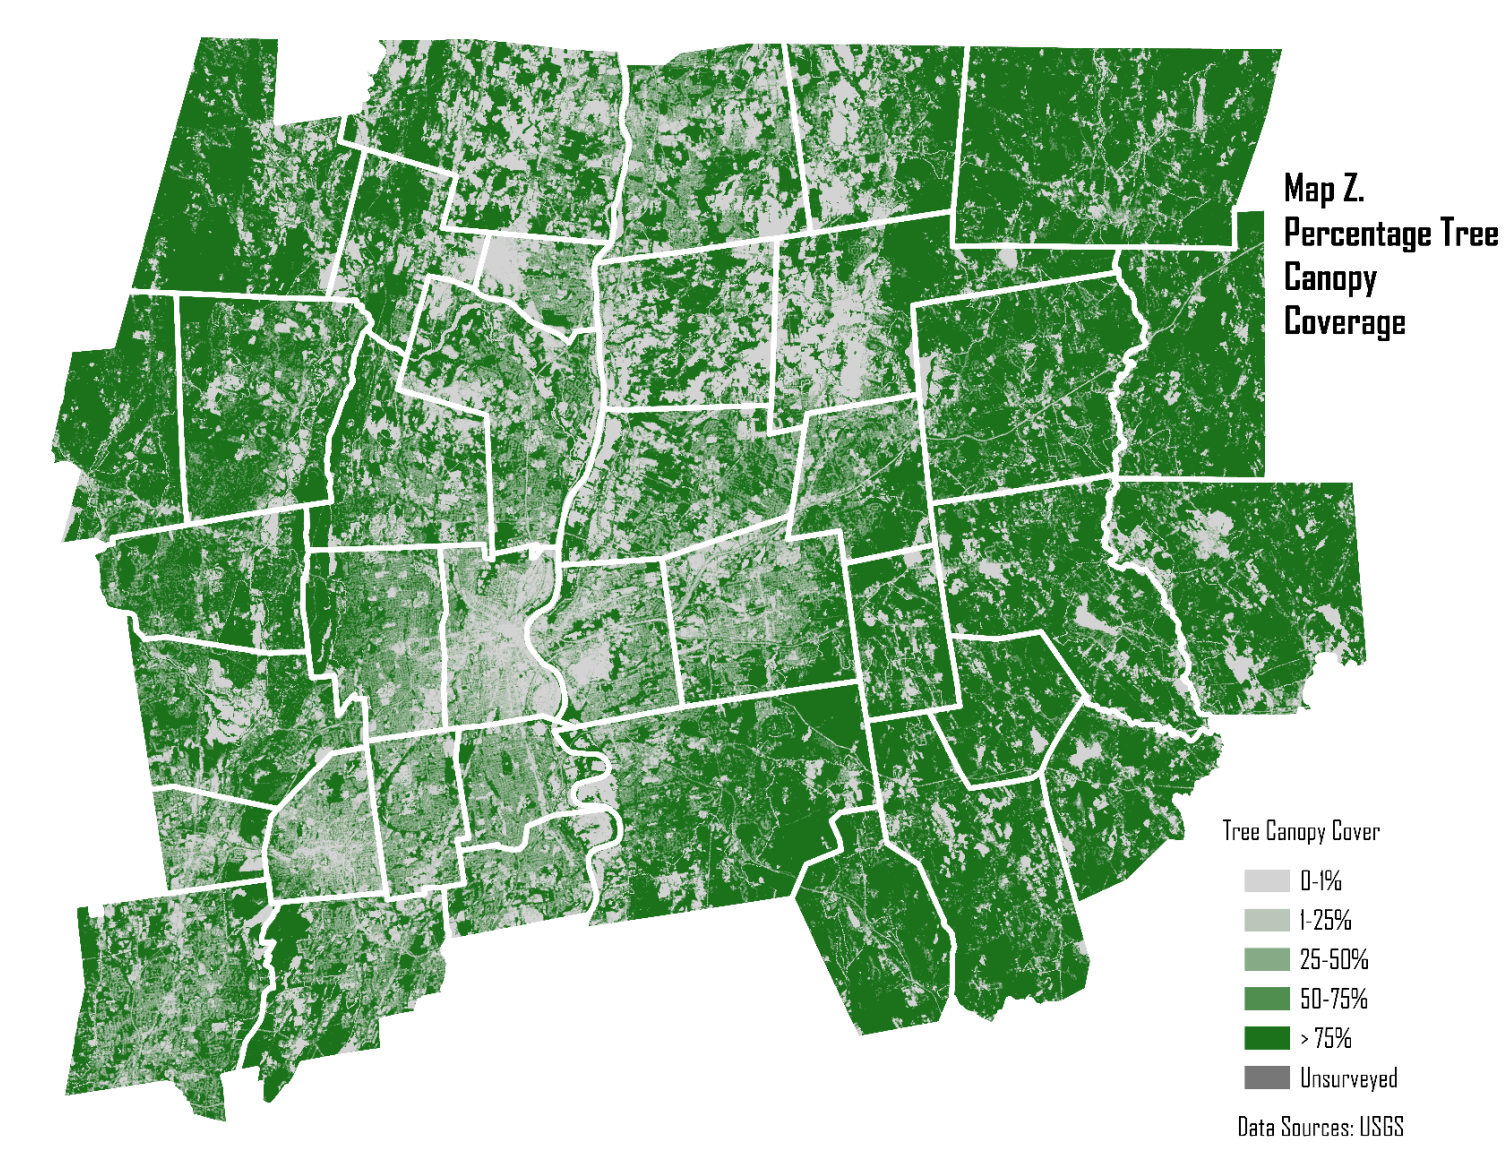 Map Z.
Percentage Tree
Canopy
Coverage
Tree Canopy Cover
0-1%
1-25%
25-50%
50-75%
> 75%
Unsurveyed
Data Sources: USGS